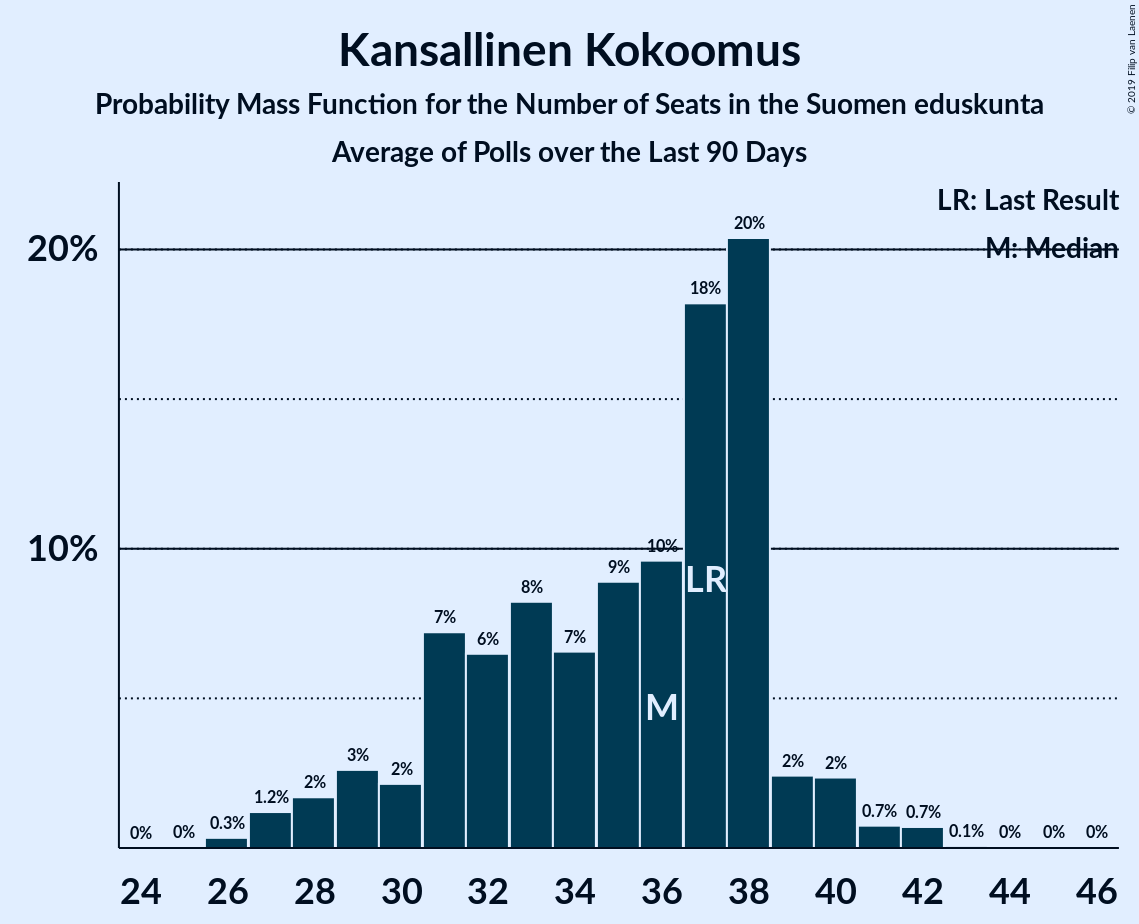 Kansallinen Kokoomus
Probability Mass Function for the Number of Seats in the Suomen eduskunta
Average of Polls over the Last 90 Days
© 2019 Filip van Laenen
LR: Last Result
M: Median
20%
10%
0%
0%
0.3%
1.2%
2%
3%
2%
7%
6%
8%
7%
9%
10%
18%
20%
2%
2%
0.7%
0.7%
0.1%
0%
0%
0%
LR
M
24 26 28 30 32 34 36 38 40 42 44 46